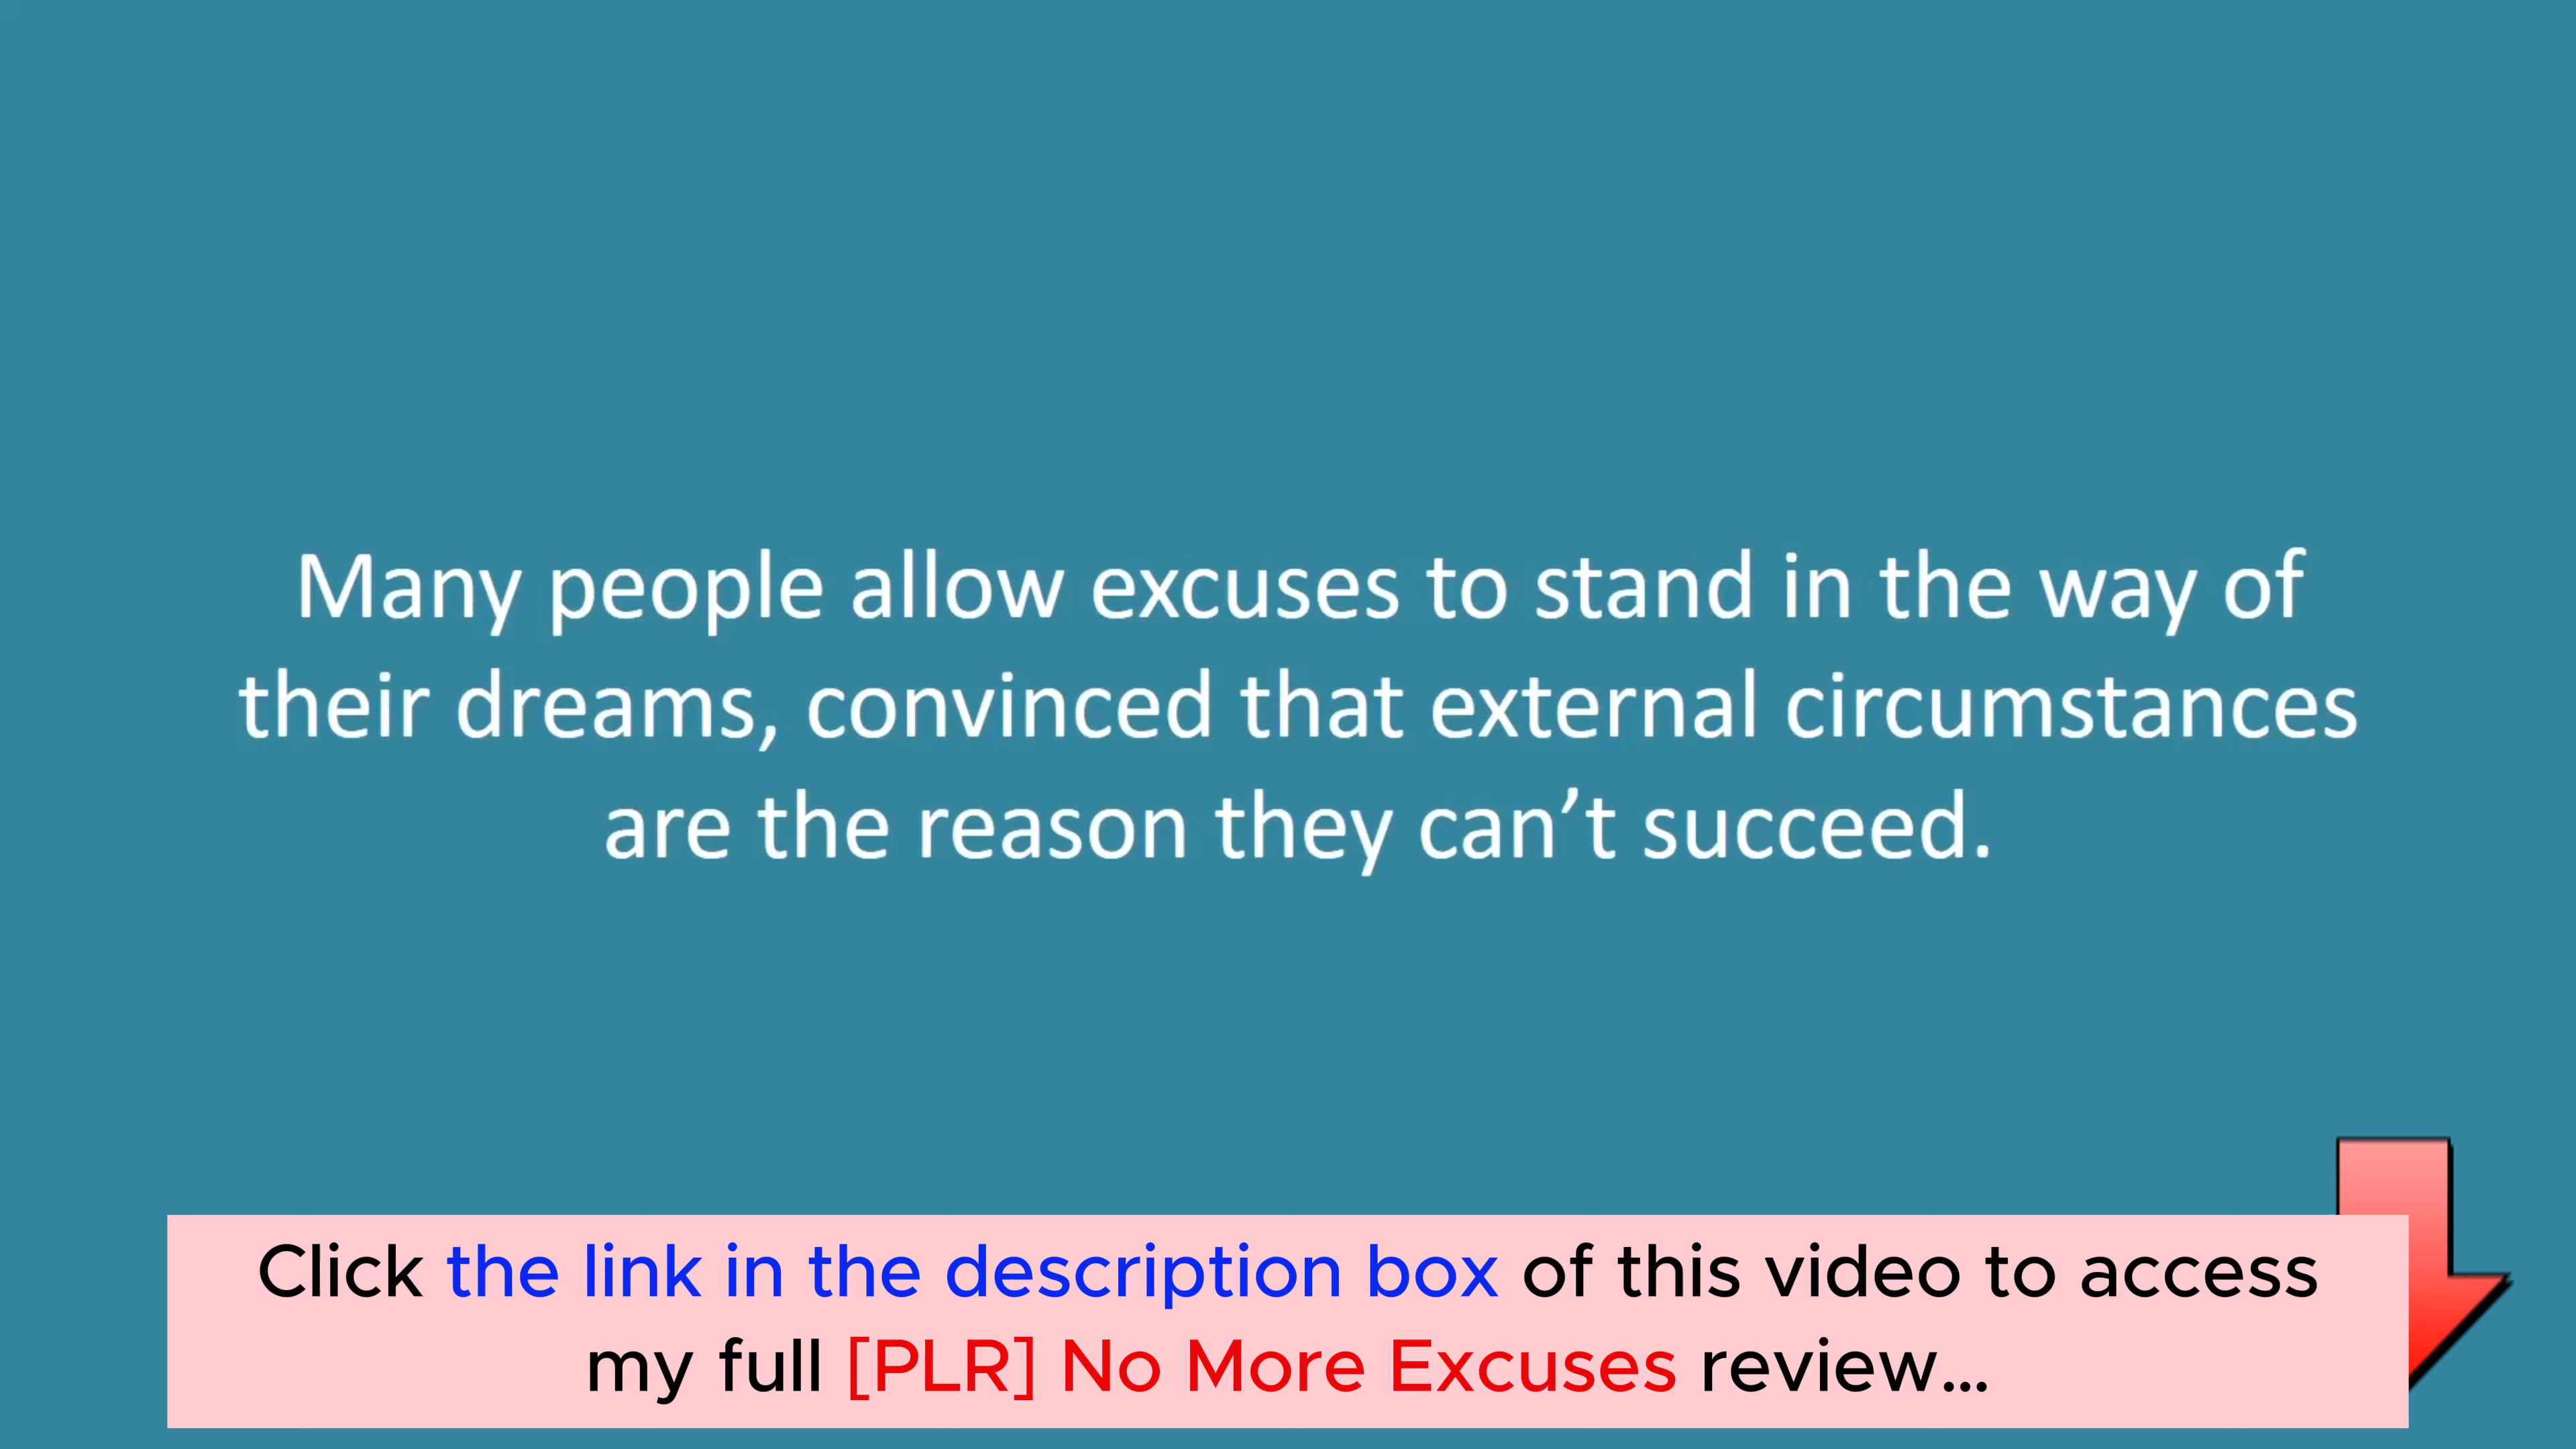 Many people allow excuses to stand in the way of
their dreams, convinced that external circumstances
are the reason they can’t succeed.
Click the link in the description box of this video to access
my full [PLR] No More Excuses review...